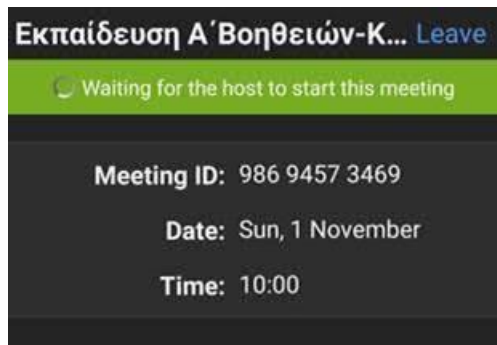 Εκπαίδευση Α΄Βοηθειών-Κ... Leave
Waiting for the host to start this meeting
Meeting ID: 986 9457 3469
Date: Sun, 1 November
Time: 10:00